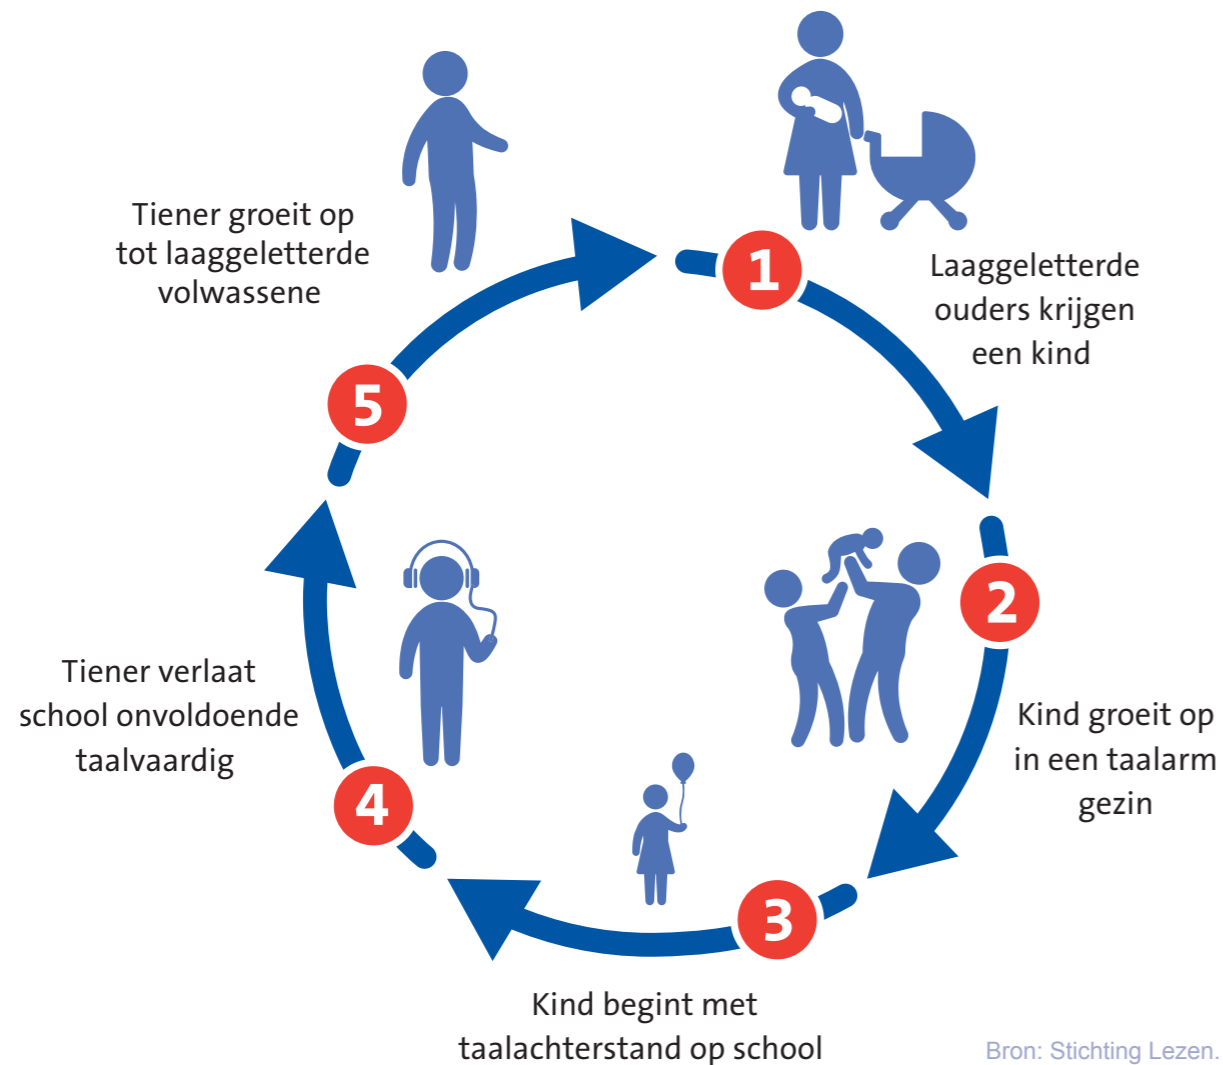 1
Laaggeletterde
ouders krijgen
een kind
2
Kind groeit op
in een taalarm
gezin
3
Kind begint met
taalachterstand op school
4
Tiener verlaat
school onvoldoende
taalvaardig
5
Tiener groeit op
tot laaggeletterde
volwassene
Bron: Stichting Lezen.